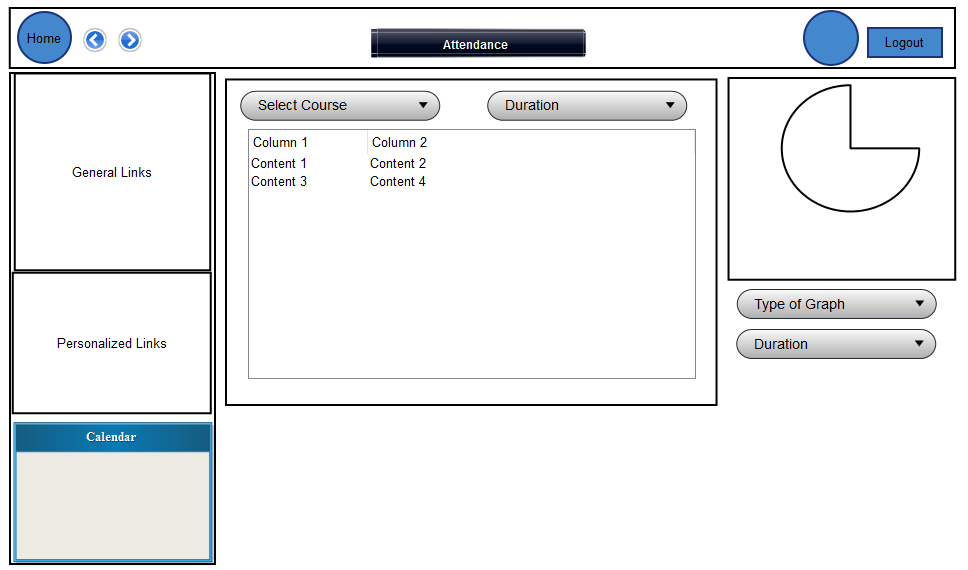 Home
Attendance
Logout
General Links
Personalized Links
Calendar
Select Course
Duration
Column 1 Column 2
Content 1 Content 2
Content 3 Content 4
Type of Graph
Duration